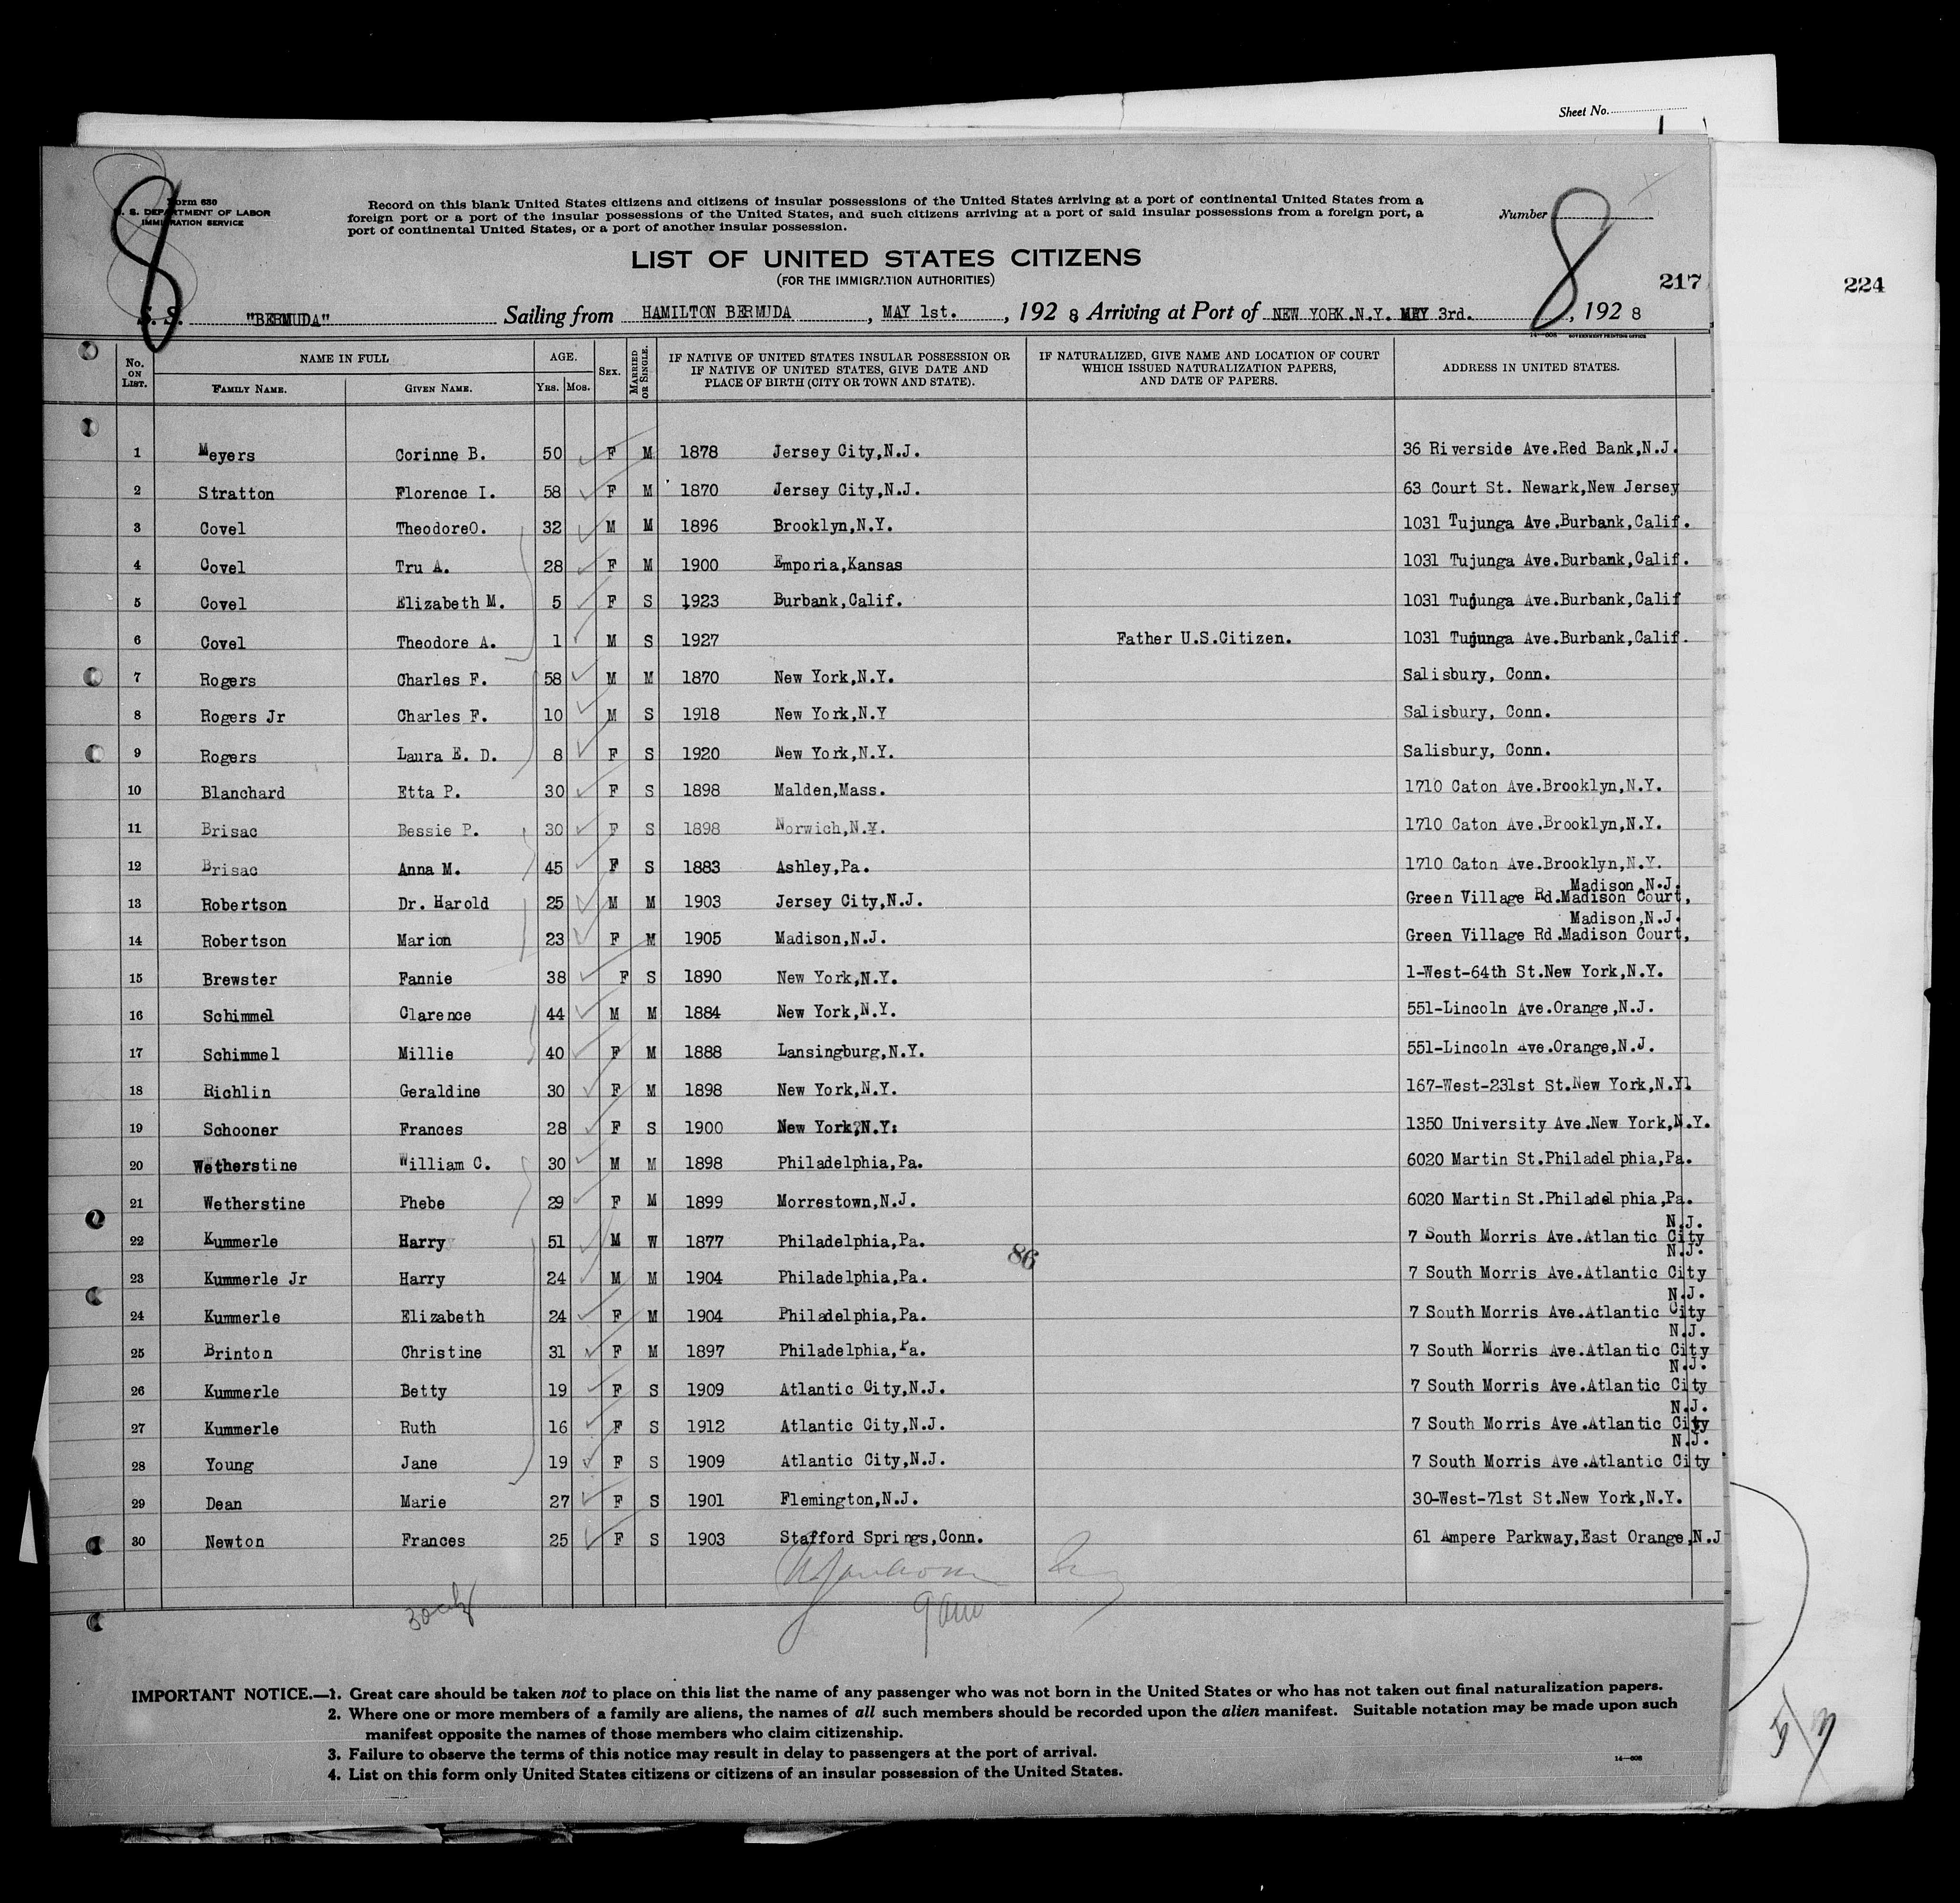 Sheet No.
8
Form 630
U. S. DEPARTMENT OF LABOR
IMMIGRATION SERVICE
Record on this blank United States citizens and citizens of insular possessions of the United States arriving at a port of continental United States from a
foreign port or a port of the insular possessions of the United States, and such citizens arriving at a port of said insular possessions from a foreign port, a
port of continental United States, or a port of another insular possession.
Number 8
LIST OF UNITED STATES CITIZENS
(FOR THE IMMIGRATION AUTHORITIES)
217
224
S. S. "BERMUDA" Sailing from HAMILTON BERMUDA, MAY 1st., 1928 Arriving at Port of NEW YORK.N.Y. MAY 3rd., 1928
14—608 GOVERNMENT PRINTING OFFICE
No. ON LIST. NAME IN FULL AGE. SEX. MARRIED OR SINGLE. IF NATIVE OF UNITED STATES INSULAR POSSESSION OR IF NATIVE OF UNITED STATES, GIVE DATE AND PLACE OF BIRTH (CITY OR TOWN AND STATE). IF NATURALIZED, GIVE NAME AND LOCATION OF COURT WHICH ISSUED NATURALIZATION PAPERS, AND DATE OF PAPERS. ADDRESS IN UNITED STATES.
FAMILY NAME. GIVEN NAME. YRS. MOS.
1 Meyers Corinne B. 50 F M 1878 Jersey City,N.J. 36 Riverside Ave.Red Bank,N.J.
2 Stratton Florence I. 58 F M 1870 Jersey City,N.J. 63 Court St. Newark,New Jersey
3 Covel TheodoreO. 32 M M 1896 Brooklyn,N.Y. 1031 Tujunga Ave.Burbank,Calif.
4 Covel Tru A. 28 F M 1900 Emporia,Kansas 1031 Tujunga Ave.Burbank,Calif.
5 Covel Elizabeth M. 5 F S 1923 Burbank,Calif. 1031 Tujunga Ave.Burbank,Calif
6 Covel Theodore A. 1 M S 1927 Father U.S.Citizen. 1031 Tujunga Ave.Burbank,Calif.
7 Rogers Charles F. 58 M M 1870 New York,N.Y. Salisbury, Conn.
8 Rogers Jr Charles F. 10 M S 1918 New York,N.Y Salisbury, Conn.
9 Rogers Laura E. D. 8 F S 1920 New York,N.Y. Salisbury, Conn.
10 Blanchard Etta P. 30 F S 1898 Malden,Mass. 1710 Caton Ave.Brooklyn,N.Y.
11 Brisac Bessie P. 30 F S 1898 Norwich,N.Y. 1710 Caton Ave.Brooklyn,N.Y.
12 Brisac Anna M. 45 F S 1883 Ashley,Pa. 1710 Caton Ave.Brooklyn,N.Y.
Madison,N.J.
13 Robertson Dr. Harold 25 M M 1903 Jersey City,N.J. Green Village Rd.Madison Court,
Madison,N.J.
14 Robertson Marion 23 F M 1905 Madison,N.J. Green Village Rd.Madison Court,
15 Brewster Fannie 38 F S 1890 New York,N.Y. 1-West-64th St.New York,N.Y.
16 Schimmel Clarence 44 M M 1884 New York,N.Y. 551-Lincoln Ave.Orange,N.J.
17 Schimmel Millie 40 F M 1888 Lansingburg,N.Y. 551-Lincoln Ave.Orange,N.J.
18 Richlin Geraldine 30 F M 1898 New York,N.Y. 167-West-231st St.New York,N.Y.
19 Schooner Frances 28 F S 1900 New York,N.Y. 1350 University Ave.New York,N.Y.
20 Wetherstine William C. 30 M M 1898 Philadelphia,Pa. 6020 Martin St.Philadelphia,Pa.
21 Wetherstine Phebe 29 F M 1899 Morrestown,N.J. 6020 Martin St.Philadelphia,Pa.
N.J.
22 Kummerle Harry 51 M W 1877 Philadelphia,Pa. 7 South Morris Ave.Atlantic City
86
N.J.
23 Kummerle Jr Harry 24 M M 1904 Philadelphia,Pa. 7 South Morris Ave.Atlantic City
N.J.
24 Kummerle Elizabeth 24 F M 1904 Philadelphia,Pa. 7 South Morris Ave.Atlantic City
N.J.
25 Brinton Christine 31 F M 1897 Philadelphia,Pa. 7 South Morris Ave.Atlantic City
N.J.
26 Kummerle Betty 19 F S 1909 Atlantic City,N.J. 7 South Morris Ave.Atlantic City
N.J.
27 Kummerle Ruth 16 F S 1912 Atlantic City,N.J. 7 South Morris Ave.Atlantic City
N.J.
28 Young Jane 19 F S 1909 Atlantic City,N.J. 7 South Morris Ave.Atlantic City
29 Dean Marie 27 F S 1901 Flemington,N.J. 30-West-71st St.New York,N.Y.
30 Newton Frances 25 F S 1903 Stafford Springs,Conn. 61 Ampere Parkway,East Orange,N.J
IMPORTANT NOTICE.—1. Great care should be taken not to place on this list the name of any passenger who was not born in the United States or who has not taken out final naturalization papers.
2. Where one or more members of a family are aliens, the names of all such members should be recorded upon the alien manifest. Suitable notation may be made upon such
manifest opposite the names of those members who claim citizenship.
3. Failure to observe the terms of this notice may result in delay to passengers at the port of arrival.
4. List on this form only United States citizens or citizens of an insular possession of the United States.
14—608